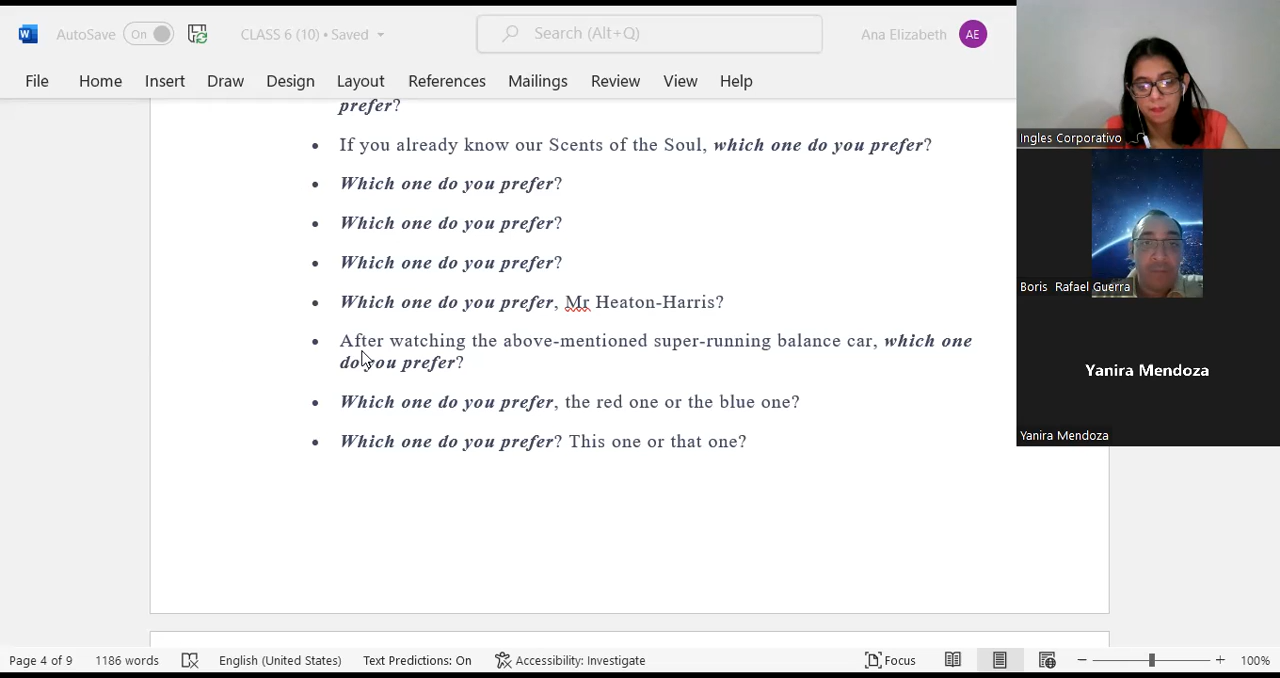 AutoSave On CLASS 6 (10) • Saved Search (Alt+Q) Ana Elizabeth AE
File Home Insert Draw Design Layout References Mailings Review View Help
prefer?
• If you already know our Scents of the Soul, which one do you prefer?
• Which one do you prefer?
• Which one do you prefer?
• Which one do you prefer?
• Which one do you prefer, Mr Heaton-Harris?
• After watching the above-mentioned super-running balance car, which one
do you prefer?
• Which one do you prefer, the red one or the blue one?
• Which one do you prefer? This one or that one?
Ingles Corporativo
Boris Rafael Guerra
Yanira Mendoza
Yanira Mendoza
Page 4 of 9 1186 words English (United States) Text Predictions: On Accessibility: Investigate Focus 100%